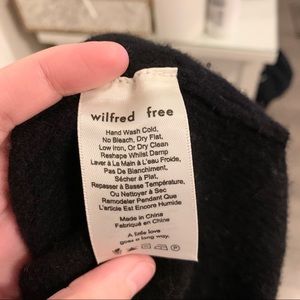 wilfred free
Hand Wash Cold,
No Bleach, Dry Flat,
Low Iron, Or Dry Clean
Reshape Whilst Damp
Laver À La Main À L'eau Froide,
Pas De Blanchiment,
Sécher à Plat,
Repasser à Basse Température,
Ou Nettoyer à Sec
Remodeler Pendant Que
L'article Est Encore Humide
Made in China
Fabriqué en Chine
A little love
goes a long way.